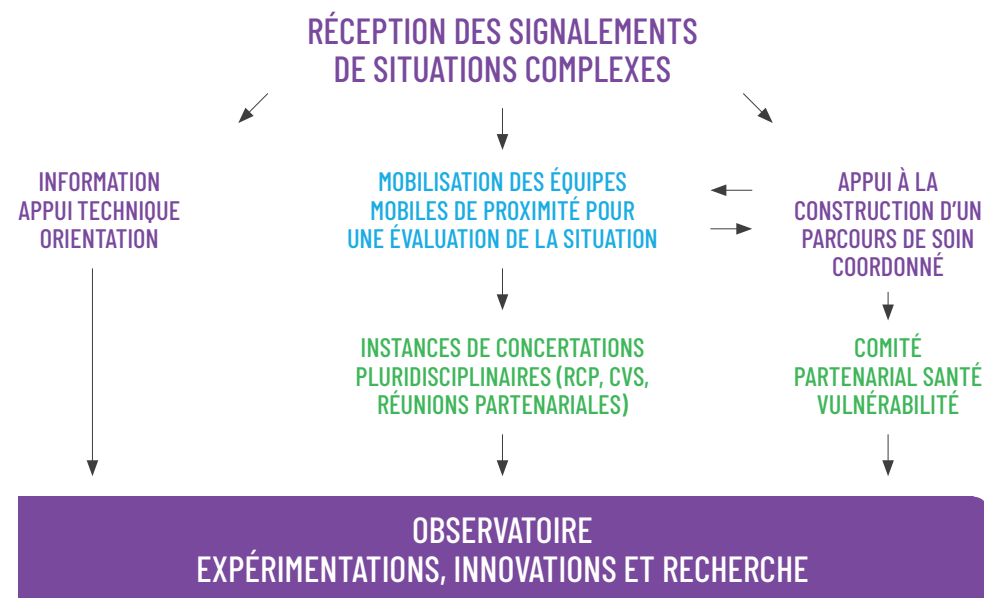 RÉCEPTION DES SIGNALEMENTS
DE SITUATIONS COMPLEXES
INFORMATION
APPUI TECHNIQUE
ORIENTATION
MOBILISATION DES ÉQUIPES
MOBILES DE PROXIMITÉ POUR
UNE ÉVALUATION DE LA SITUATION
APPUI À LA
CONSTRUCTION D'UN
PARCOURS DE SOIN
COORDONNÉ
INSTANCES DE CONCERTATIONS
PLURIDISCIPLINAIRES (RCP, CVS,
RÉUNIONS PARTENARIALES)
COMITÉ
PARTENARIAL SANTÉ
VULNÉRABILITÉ
OBSERVATOIRE
EXPÉRIMENTATIONS, INNOVATIONS ET RECHERCHE